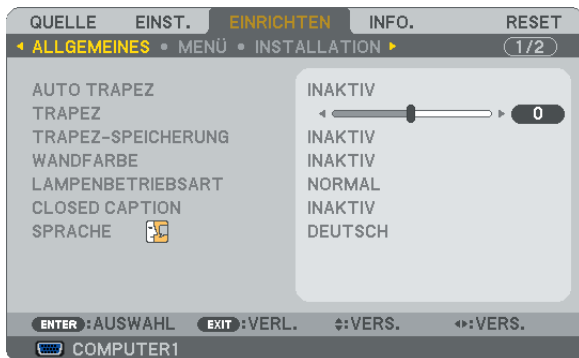 QUELLE EINST. EINRICHTEN INFO. RESET
ALLGEMEINES • MENÜ • INSTALLATION 1/2
AUTO TRAPEZ INAKTIV
TRAPEZ 0
TRAPEZ-SPEICHERUNG INAKTIV
WANDFARBE INAKTIV
LAMPENBETRIEBSART NORMAL
CLOSED CAPTION INAKTIV
SPRACHE DEUTSCH
ENTER :AUSWAHL EXIT :VERL. :VERS. :VERS.
COMPUTER1